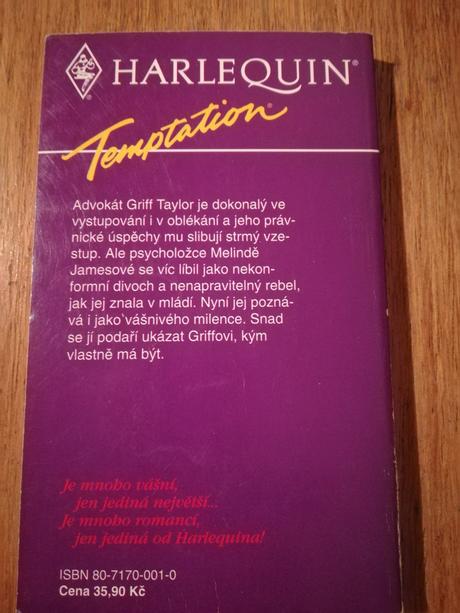 HARLEQUIN®
Temptation®
Advokát Griff Taylor je dokonalý ve
vystupování i v oblékání a jeho práv-
nické úspěchy mu slibují strmý vze-
stup. Ale psycholožce Melindě
Jamesové se víc líbil jako nekon-
formní divoch a nenapravitelný rebel,
jak jej znala v mládí. Nyní jej pozná-
vá i jako`vášnivého milence. Snad
se jí podaří ukázat Griffovi, kým
vlastně má být.
Je mnoho vášní,
jen jediná největší...
Je mnoho romancí,
jen jediná od Harlequina!
ISBN 80-7170-001-0
Cena 35,90 Kč